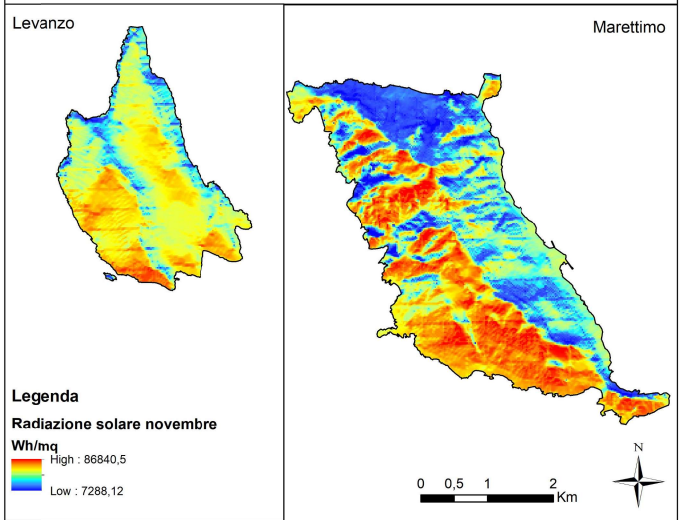 Levanzo
Marettimo
Legenda
Radiazione solare novembre
Wh/mq
High : 86840,5
Low : 7288,12
N
0 0,5 1 2
Km